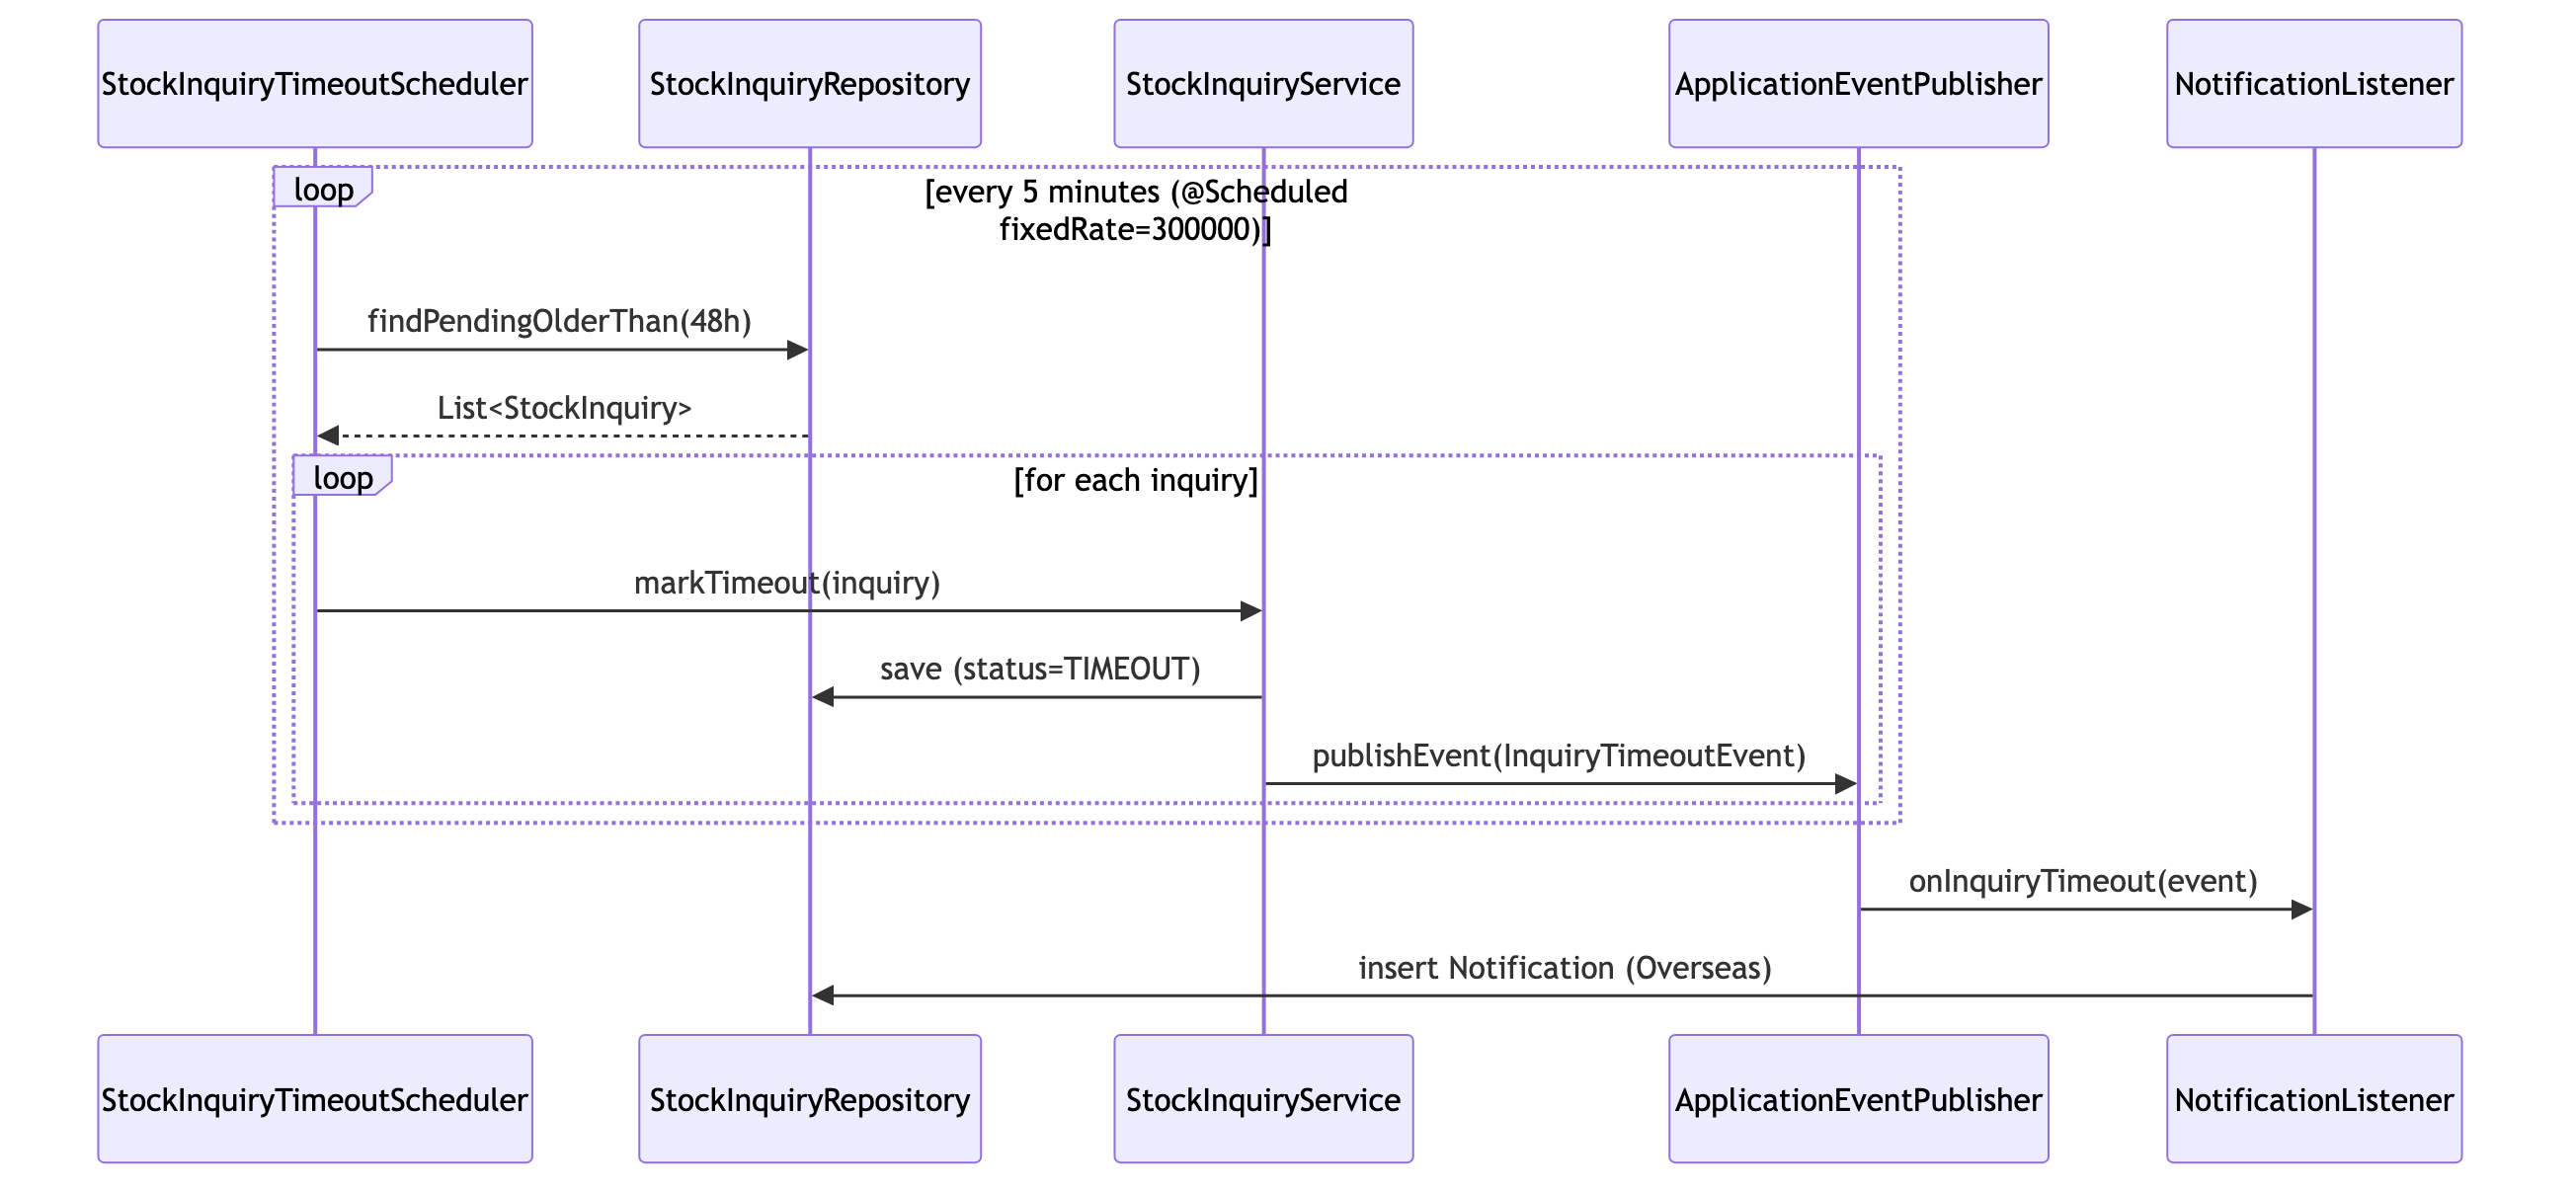 StockInquiryTimeoutScheduler
StockInquiryRepository
StockInquiryService
ApplicationEventPublisher
NotificationListener
loop
[every 5 minutes (@Scheduled
fixedRate=300000)]
findPendingOlderThan(48h)
List<StockInquiry>
loop
[for each inquiry]
markTimeout(inquiry)
save (status=TIMEOUT)
publishEvent(InquiryTimeoutEvent)
onInquiryTimeout(event)
insert Notification (Overseas)
StockInquiryTimeoutScheduler
StockInquiryRepository
StockInquiryService
ApplicationEventPublisher
NotificationListener